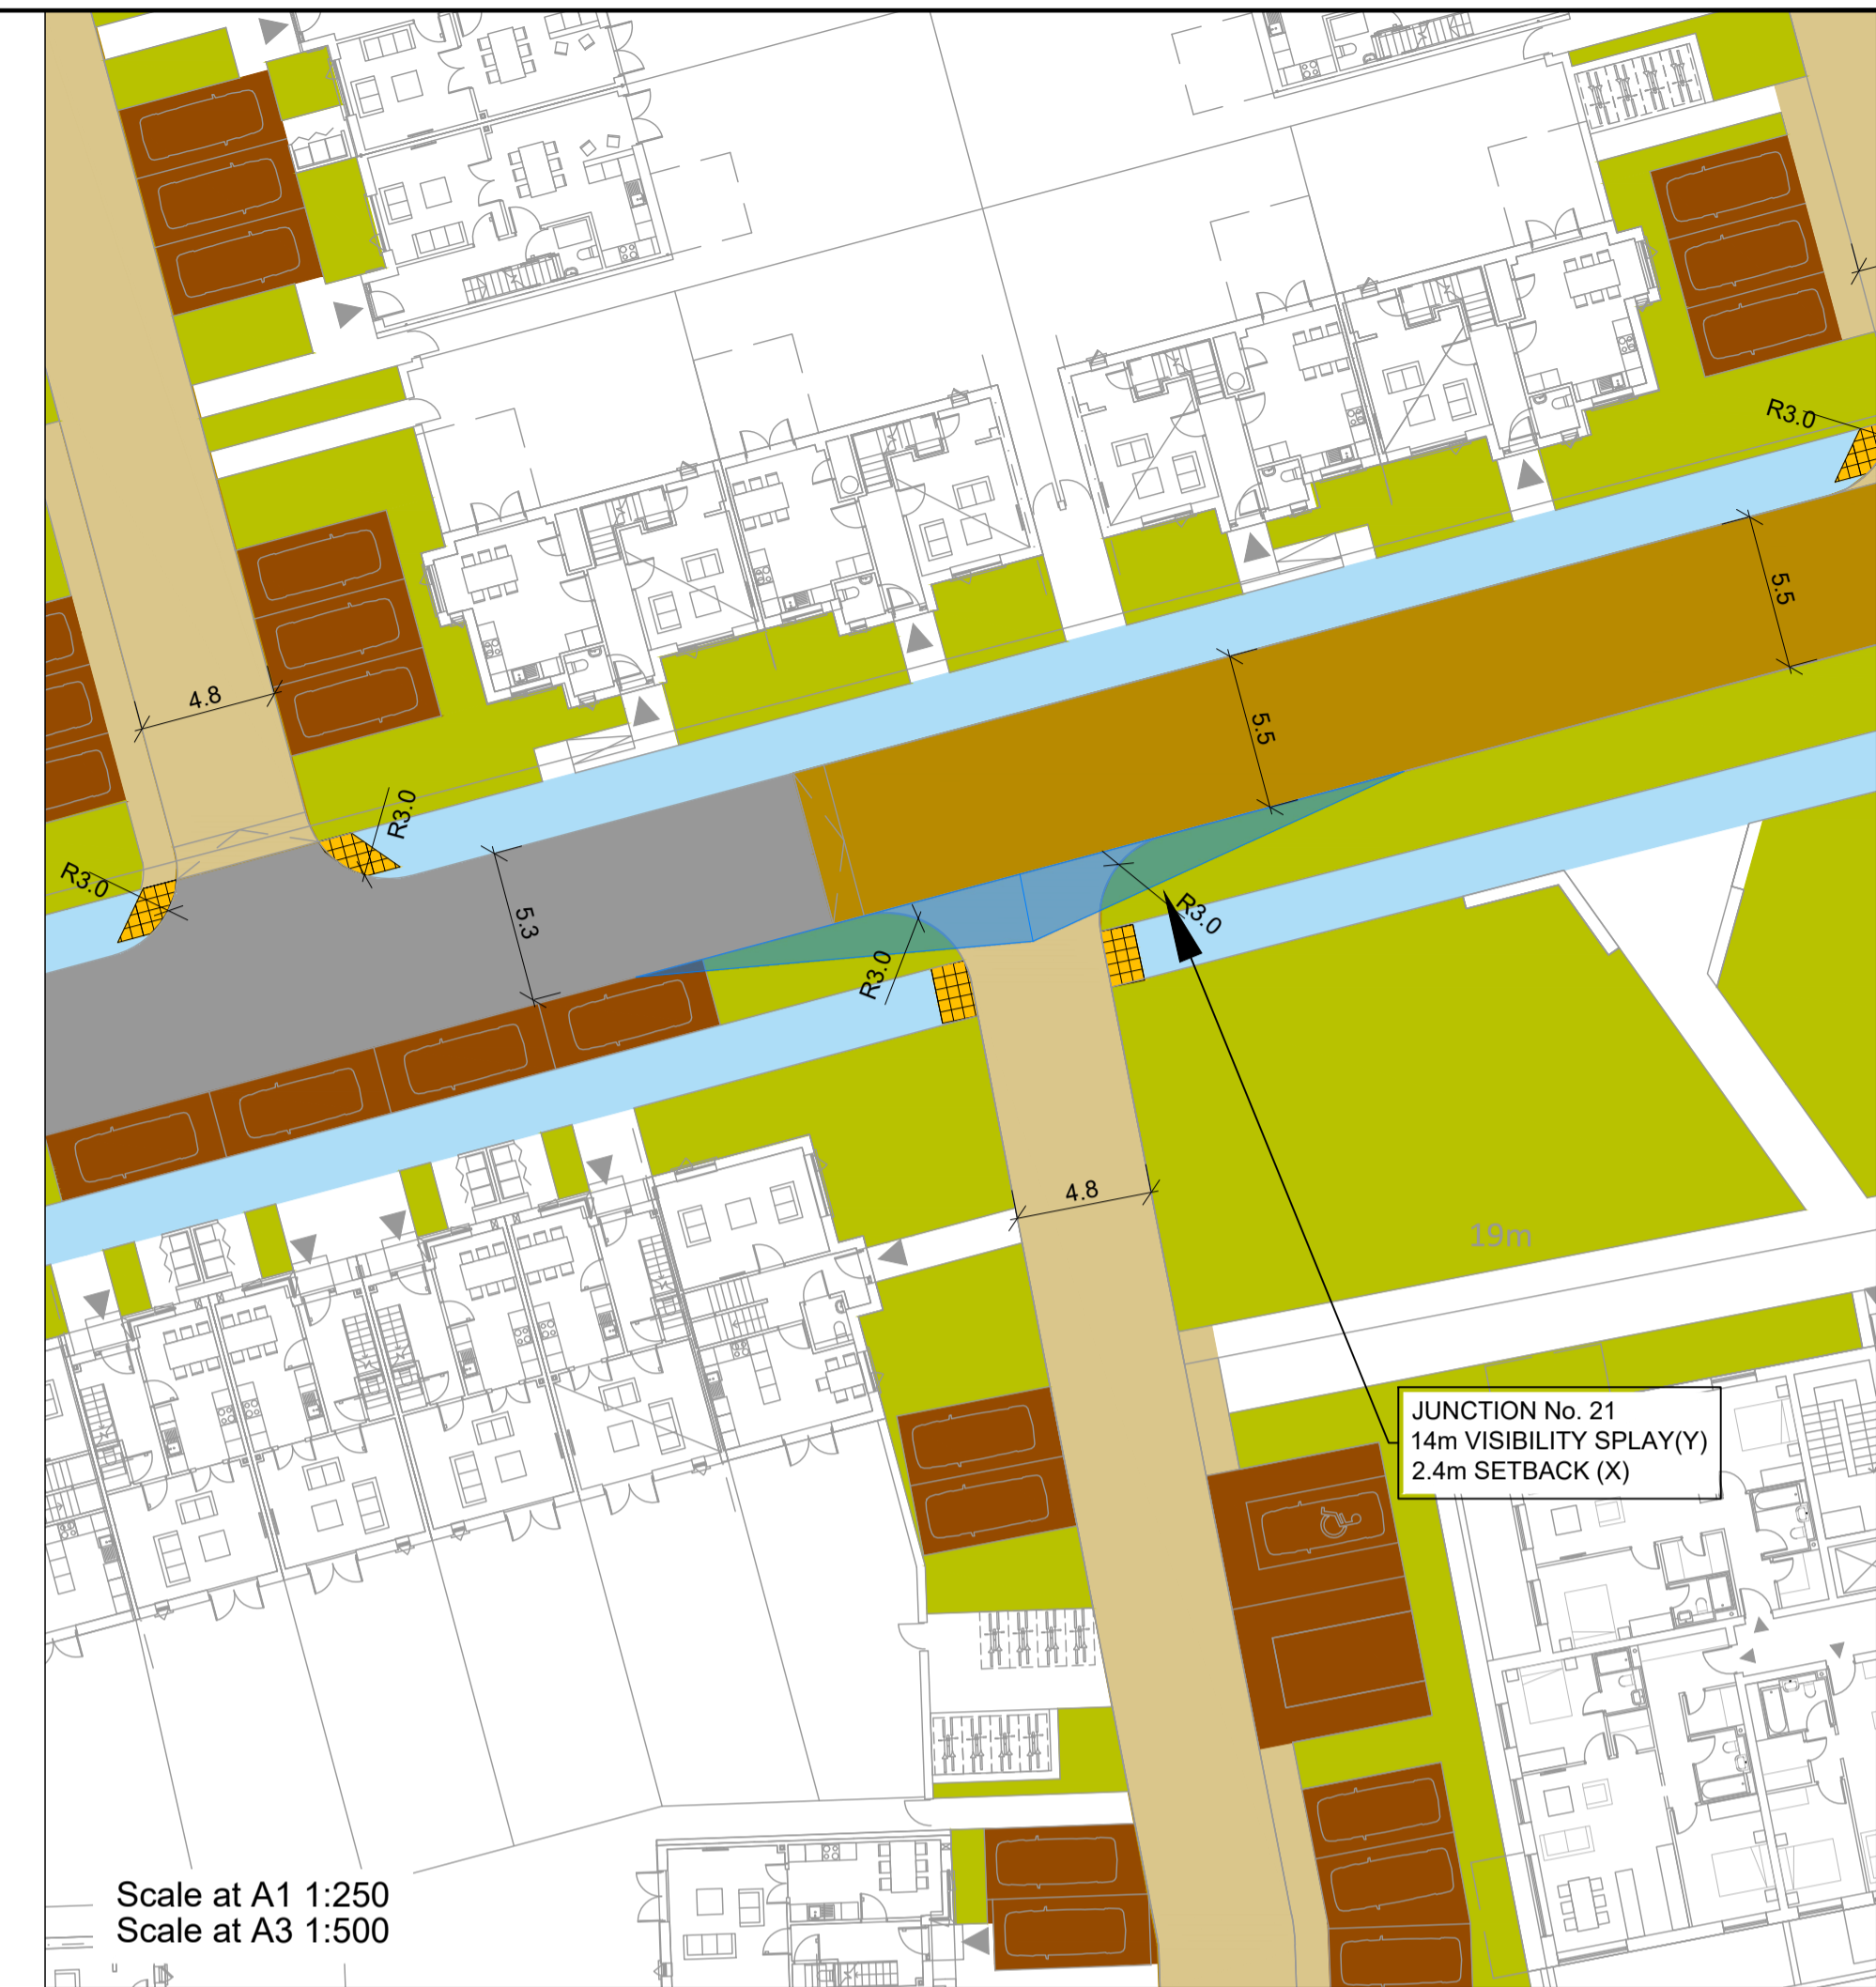 R3.0
5.5
4.8
5.5
R3.0
R3.0
5.3
R3.0
R3.0
4.8
19m
JUNCTION No. 21
14m VISIBILITY SPLAY(Y)
2.4m SETBACK (X)
Scale at A1 1:250
Scale at A3 1:500